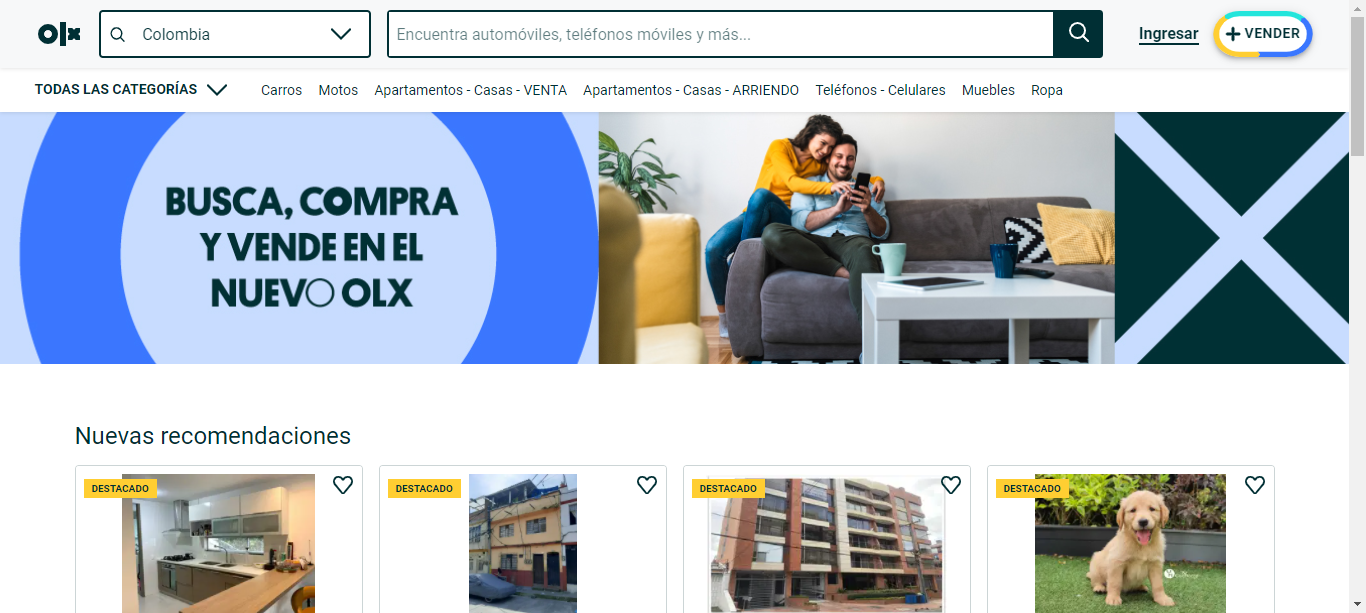 olx
Colombia
Encuentra automóviles, teléfonos móviles y más...
Ingresar
VENDER
TODAS LAS CATEGORÍAS
Carros
Motos
Apartamentos - Casas - VENTA
Apartamentos - Casas - ARRIENDO
Teléfonos - Celulares
Muebles
Ropa
BUSCA, COMPRA
Y VENDE EN EL
NUEVO OLX
Nuevas recomendaciones
DESTACADO
DESTACADO
DESTACADO
DESTACADO